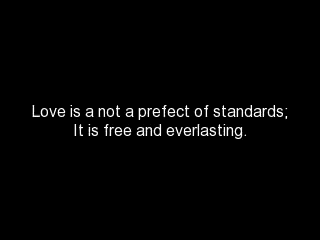 Love is a not a prefect of standards;
It is free and everlasting.